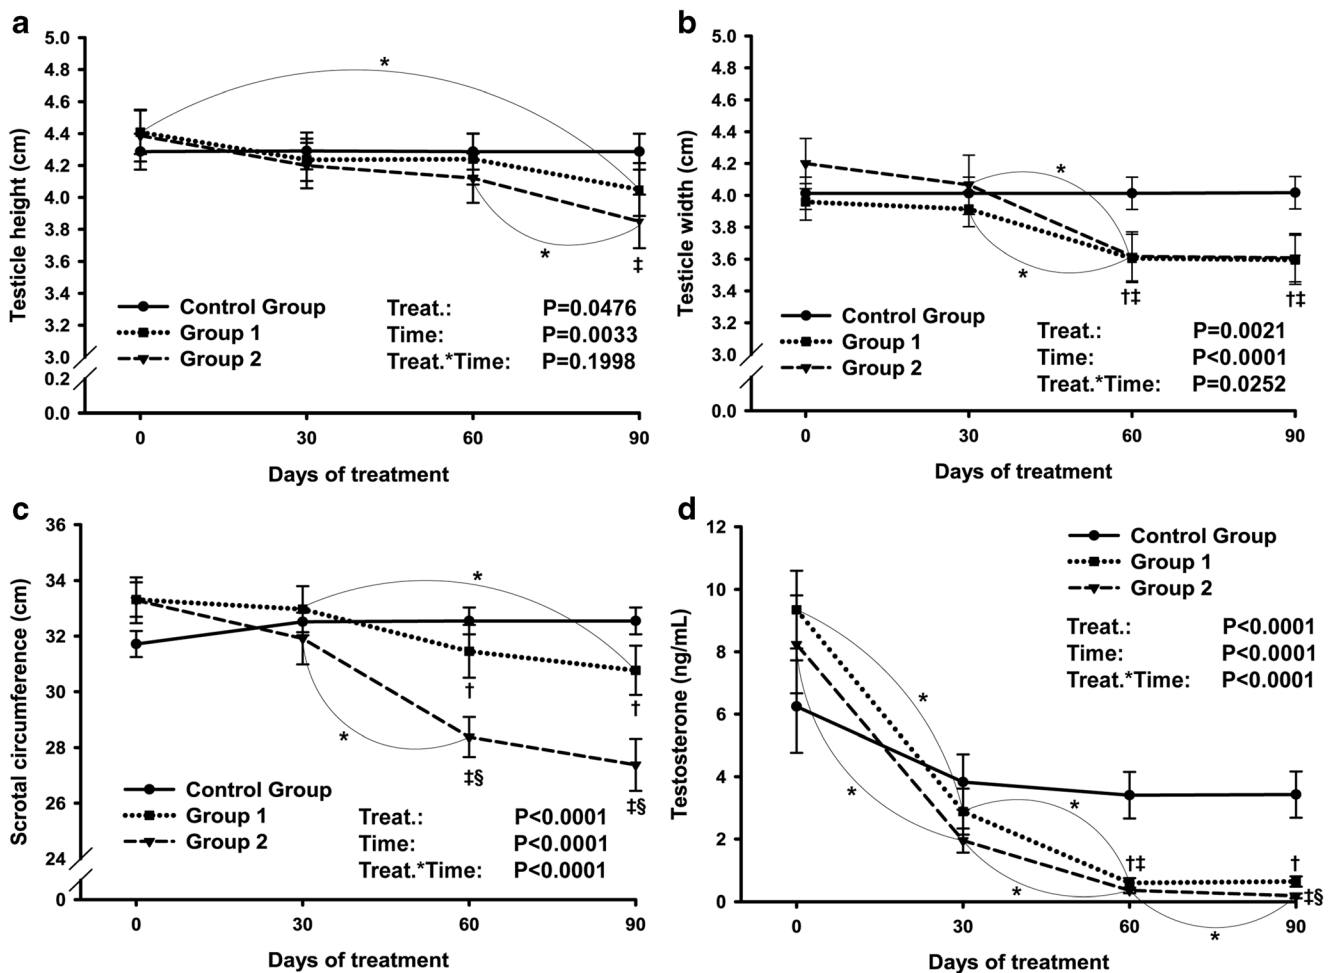 a
5.0
4.8
4.4
4.2
4.0
3.8
3.6
3.4
3.2
3.0
0.2
0.0
Testicle height (cm)
*
*
‡
Control Group
Group 1
Group 2
Treat.: P=0.0476
Time: P=0.0033
Treat.*Time: P=0.1998
0 30 60 90
Days of treatment
b
5.0
4.8
4.6
4.4
4.2
4.0
3.8
3.6
3.4
3.2
3.0
0.0
Testicle width (cm)
*
*
†‡ †‡
Control Group
Group 1
Group 2
Treat.: P=0.0021
Time: P<0.0001
Treat.*Time: P=0.0252
0 30 60 90
Days of treatment
c
36
34
32
30
28
26
24
0
Scrotal circumference (cm)
*
† †
*
‡§ ‡§
Control Group
Group 1
Group 2
Treat.: P<0.0001
Time: P<0.0001
Treat.*Time: P<0.0001
0 30 60 90
Days of treatment
d
12
10
8
6
4
2
0
Testosterone (ng/mL)
Control Group
Group 1
Group 2
Treat.: P<0.0001
Time: P<0.0001
Treat.*Time: P<0.0001
*
* *
†‡ †
*
‡§
*
0 30 60 90
Days of treatment